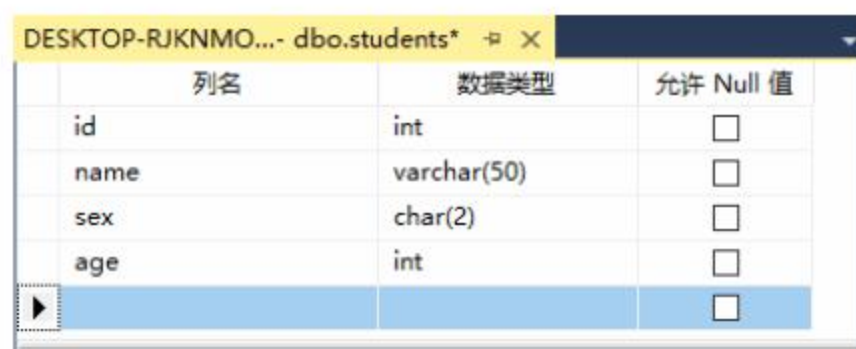 DESKTOP-RJKNMO...- dbo.students*
列名 数据类型 允许 Null 值
id int
name varchar(50)
sex char(2)
age int